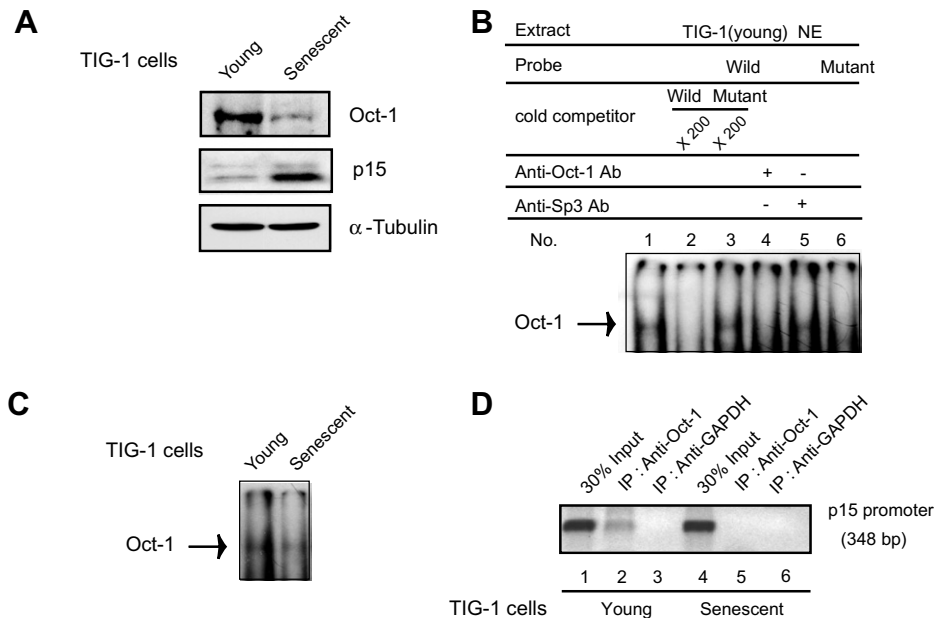 A
TIG-1 cells
Young
Senescent
Oct-1
p15
α-Tubulin
B
Extract TIG-1(young) NE
Probe Wild Mutant
cold competitor
Wild Mutant
X 200 X 200
Anti-Oct-1 Ab + -
Anti-Sp3 Ab - +
No. 1 2 3 4 5 6
Oct-1
C
TIG-1 cells
Young
Senescent
Oct-1
D
30% Input
IP : Anti-Oct-1
IP : Anti-GAPDH
30% Input
IP : Anti-Oct-1
IP : Anti-GAPDH
p15 promoter
(348 bp)
1 2 3 4 5 6
TIG-1 cells Young Senescent